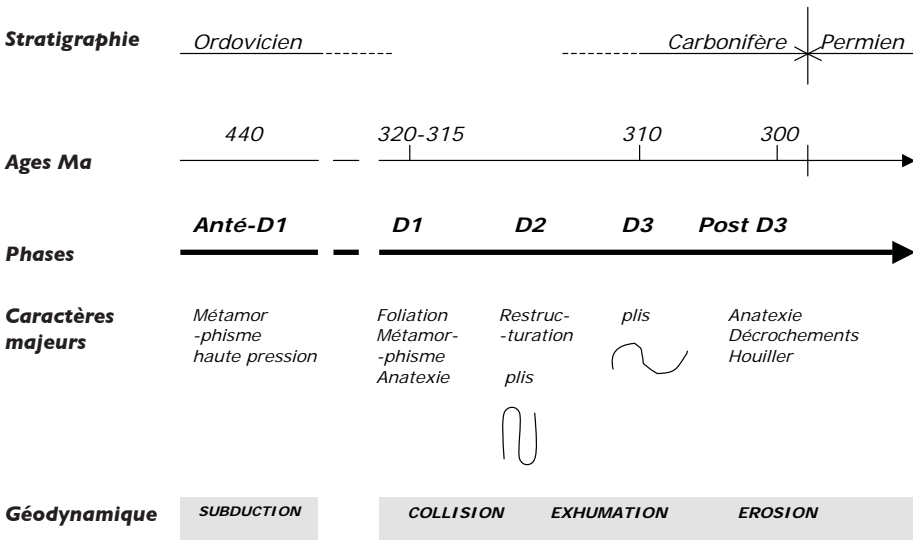 Stratigraphie Ordovicien Carbonifère Permien
Ages Ma 440 320-315 310 300
Phases Anté-D1 D1 D2 D3 Post D3
Caractères
majeurs
Métamor
-phisme
haute pression
Foliation
Métamor-
-phisme
Anatexie
Restruc-
-turation
plis
plis
Anatexie
Décrochements
Houiller
Géodynamique SUBDUCTION COLLISION EXHUMATION EROSION